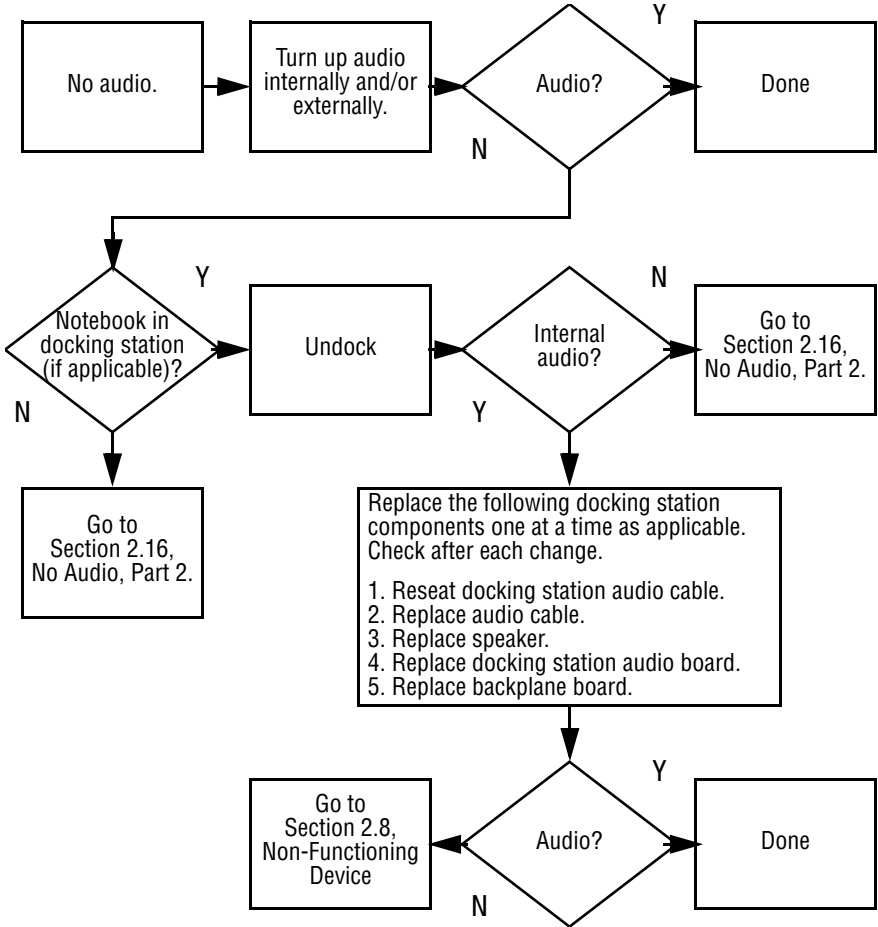 No audio.
Turn up audio
internally and/or
externally.
Audio?
Y
Done
N
Notebook in
docking station
(if applicable)?
Y
Undock
Internal
audio?
N
Go to
Section 2.16,
No Audio, Part 2.
N
Y
Go to
Section 2.16,
No Audio, Part 2.
Replace the following docking station
components one at a time as applicable.
Check after each change.
1. Reseat docking station audio cable.
2. Replace audio cable.
3. Replace speaker.
4. Replace docking station audio board.
5. Replace backplane board.
Go to
Section 2.8,
Non-Functioning
Device
Audio?
Y
Done
N